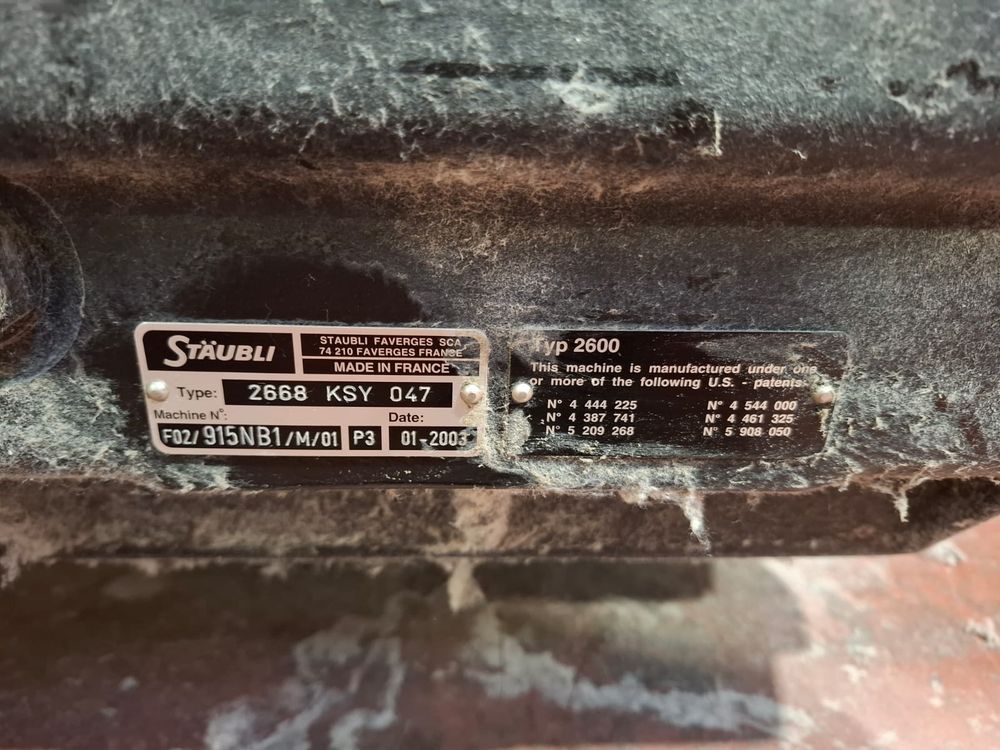 STÄUBLI
STAUBLI FAVERGES SCA
74 210 FAVERGES FRANCE
MADE IN FRANCE
Type: 2668 KSY 047
Machine N°: Date:
F02/915NB1/M/01 P3 01-2003
Typ 2600
This machine is manufactured under one
or more of the following U.S. - patents:
N° 4 444 225 N° 4 544 000
N° 4 387 741 N° 4 461 325
N° 5 209 268 N° 5 908 050